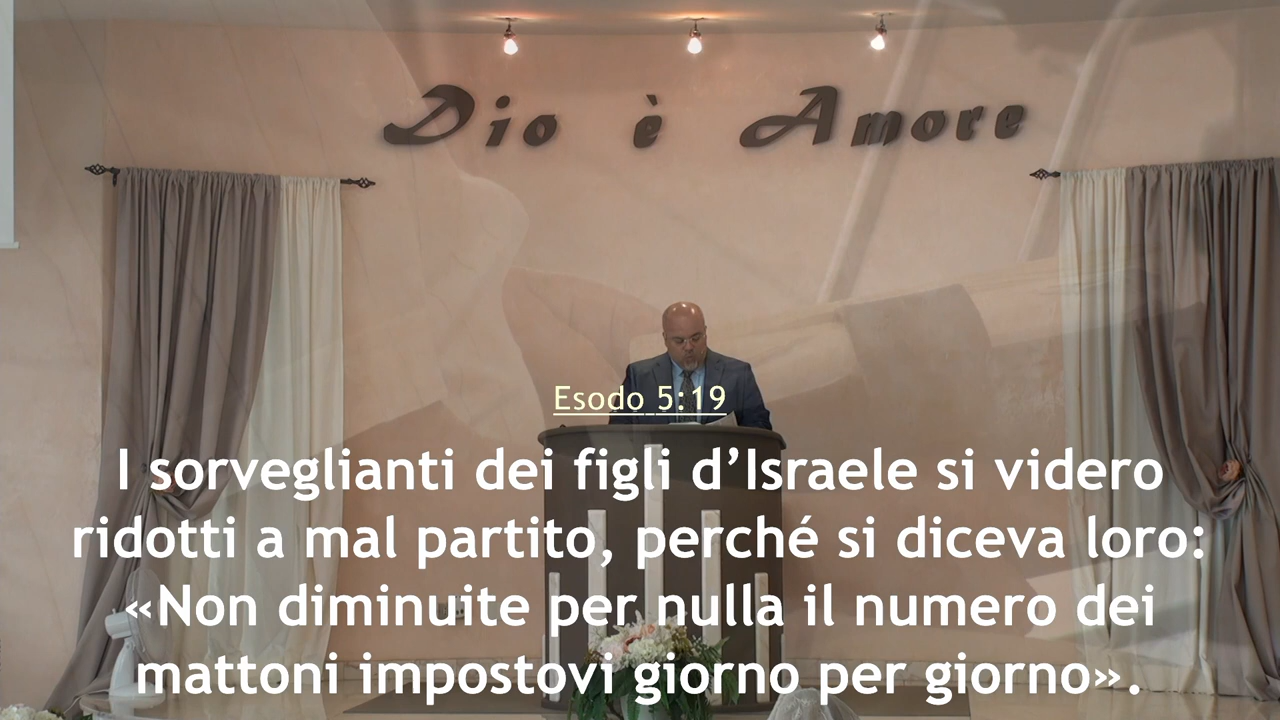 Dio è Amore
Esodo 5:19
I sorveglianti dei figli d’Israele si videro
ridotti a mal partito, perché si diceva loro:
«Non diminuite per nulla il numero dei
mattoni impostovi giorno per giorno».